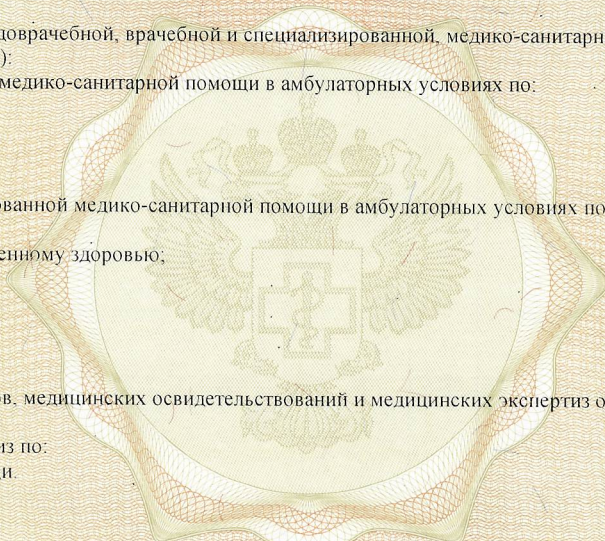 доврачебной, врачебной и специализированной, медико-санитарн
):
медико-санитарной помощи в амбулаторных условиях по:
ованной медико-санитарной помощи в амбулаторных условиях по
енному здоровью;
ов, медицинских освидетельствований и медицинских экспертиз о
из по:
и.